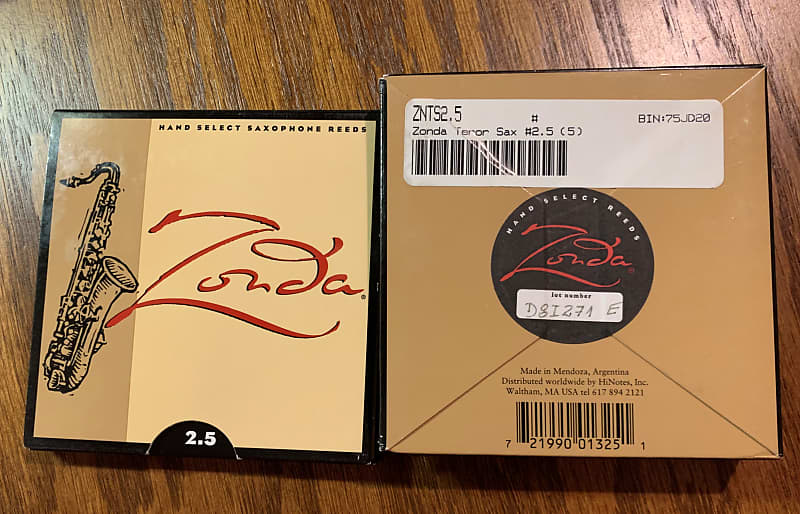 HAND SELECT SAXOPHONE REEDS
Zonda®
2.5
ZNTS2.5 # BIN:75JD20
Zonda Teror Sax #2.5 (5)
HAND SELECT REEDS
Zonda®
lot number
D8I271 E
Made in Mendoza, Argentina
Distributed worldwide by HiNotes, Inc.
Waltham, MA USA tel 617 894 2121
7 21990 01325 1